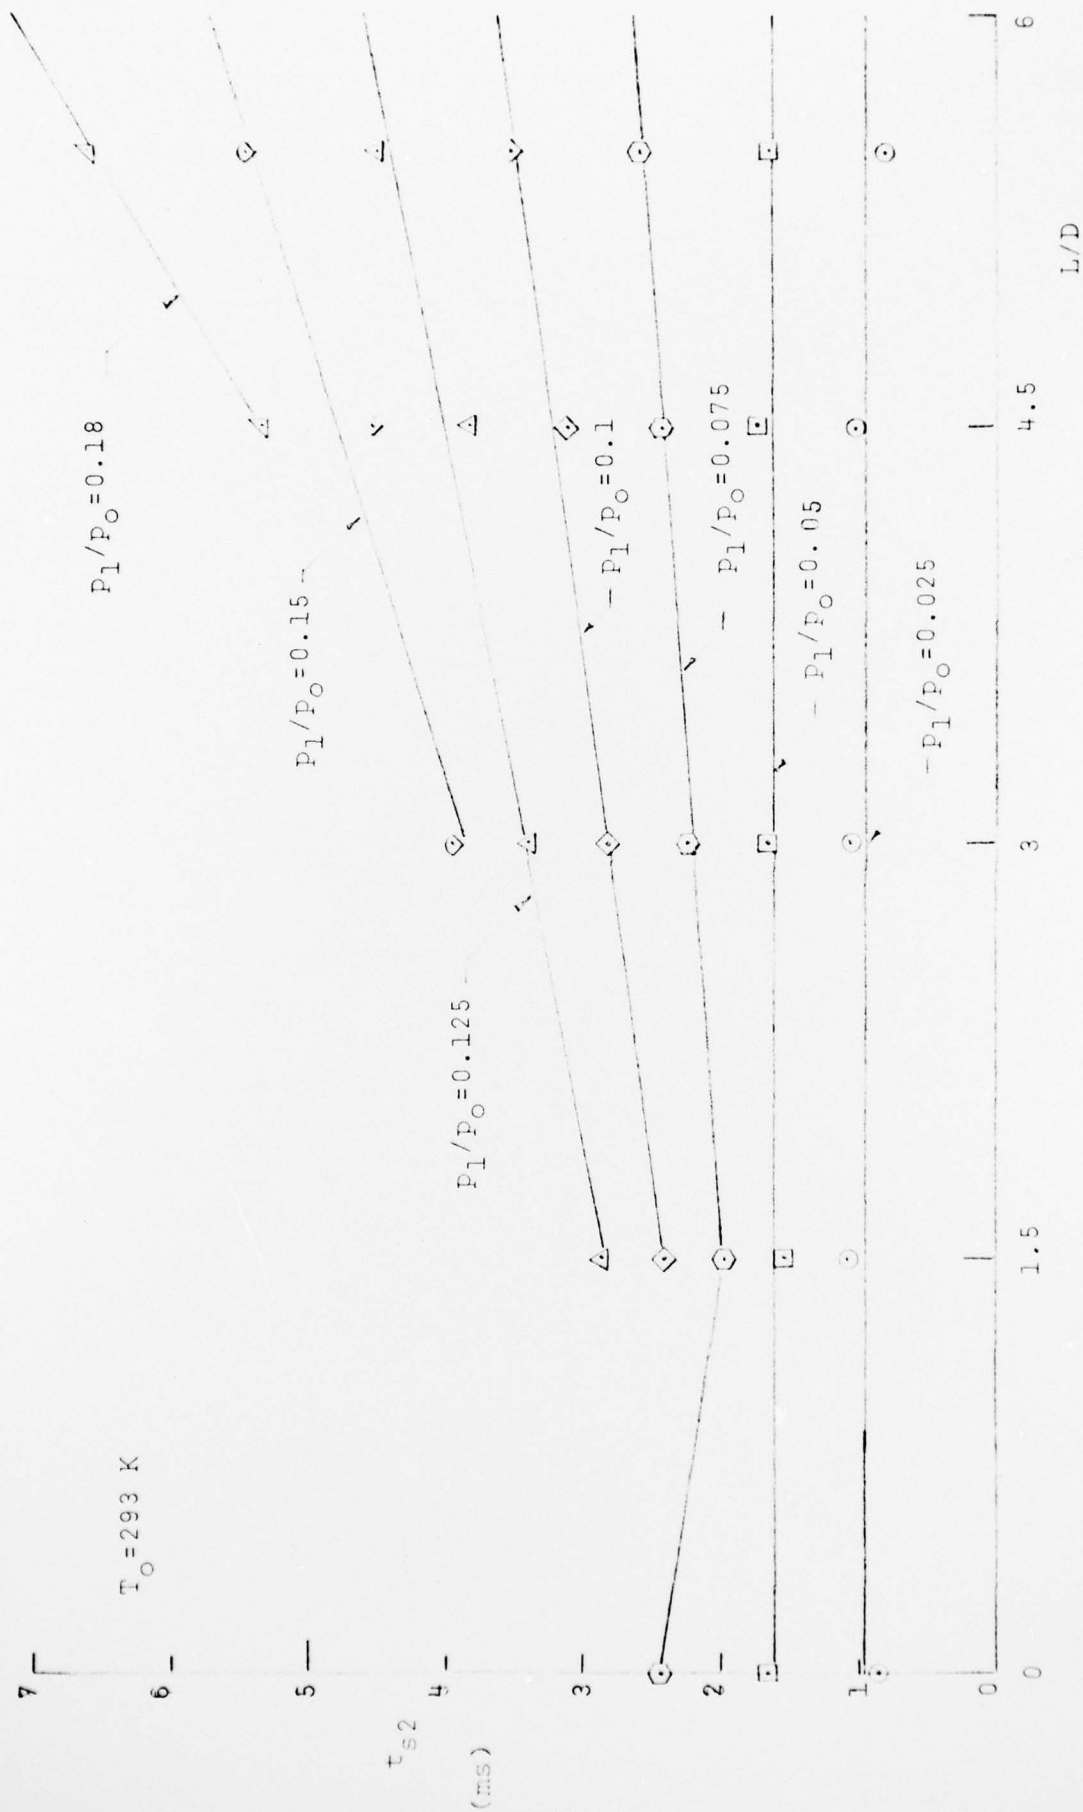 T₀=293 K
P₁/P₀=0.18
P₁/P₀=0.15
P₁/P₀=0.125
P₁/P₀=0.1
P₁/P₀=0.075
P₁/P₀=0.05
P₁/P₀=0.025
7
6
5
4
3
2
1
0
tₛ₂
(ms)
0
1.5
3
4.5
6
L/D